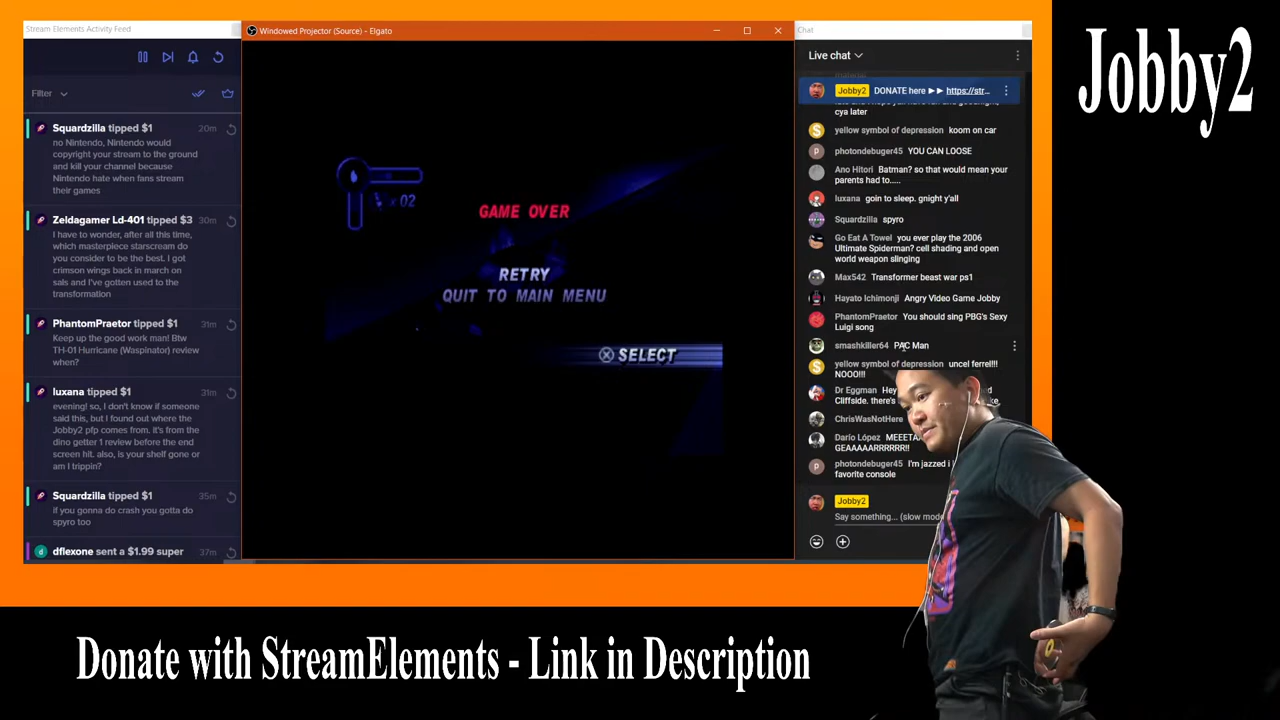 Stream Elements Activity Feed
Filter
Squardzilla tipped $1
20m
no Nintendo, Nintendo would
copyright your stream to the ground
and kill your channel because
Nintendo hate when fans stream
their games
Zeldagamer Ld-401 tipped $3
30m
I have to wonder, after all this time,
which masterpiece starscream do
you consider to be the best. I got
crimson wings back in march on
sals and I've gotten used to the
transformation
PhantomPraetor tipped $1
31m
Keep up the good work man! Btw
TH-01 Hurricane (Waspinator) review
when?
luxana tipped $1
31m
evening! so, I don't know if someone
said this, but I found out where the
Jobby2 pfp comes from. it's from the
dino getter 1 review before the end
screen hit. also, is your shelf gone or
am I trippin?
Squardzilla tipped $1
35m
if you gonna do crash you gotta do
spyro too
dflexone sent a $1.99 super
37m
Windowed Projector (Source) - Elgato
x 02
GAME OVER
RETRY
QUIT TO MAIN MENU
SELECT
Chat
Live chat
Jobby2 DONATE here ►► https://str...
cya later
yellow symbol of depression koom on car
photondebuger45 YOU CAN LOOSE
Ano Hitori Batman? so that would mean your
parents had to.....
luxana goin to sleep. gnight y'all
Squardzilla spyro
Go Eat A Towel you ever play the 2006
Ultimate Spiderman? cell shading and open
world weapon slinging
Max542 Transformer beast war ps1
Hayato Ichimonji Angry Video Game Jobby
PhantomPraetor You should sing PBG's Sexy
Luigi song
smashkiller64 PAC Man
yellow symbol of depression uncel ferrel!!!
NOOO!!!
Dr Eggman Hey
Cliffside. there's
ChrisWasNotHere
Darío López MEEETA
GEAAAAARRRRRR!!
photondebuger45 I'm jazzed i
favorite console
Jobby2
Say something... (slow mode
Jobby2
Donate with StreamElements - Link in Description